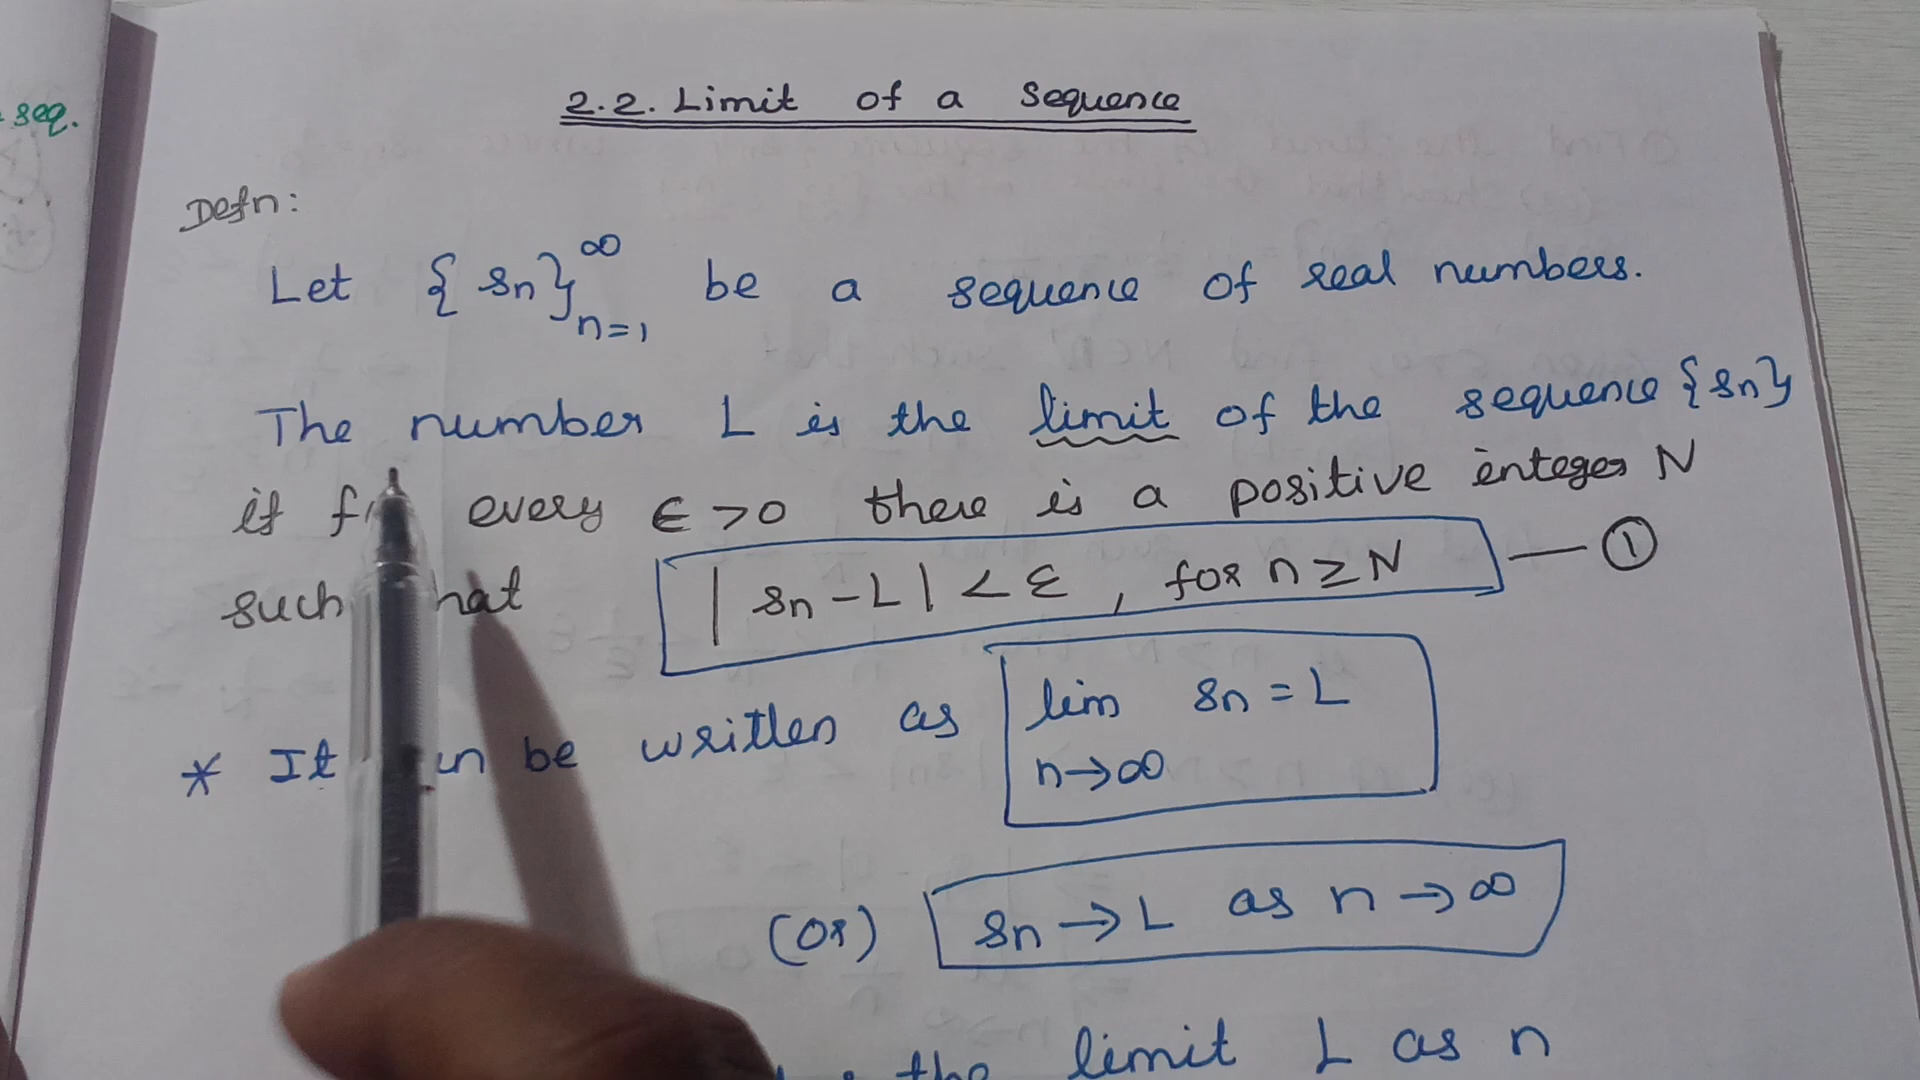 seq.
2.2. Limit of a Sequence
Defn:
Let {sn}∞n=1 be a sequence of real numbers.
The number L is the limit of the sequence {sn}
if every ϵ>0 there is a positive integer N
such | sn - L | < ε , for n ≥ N — ①
* It be written as lim sn = L
n→∞
(or) sn → L as n → ∞
the limit L as n